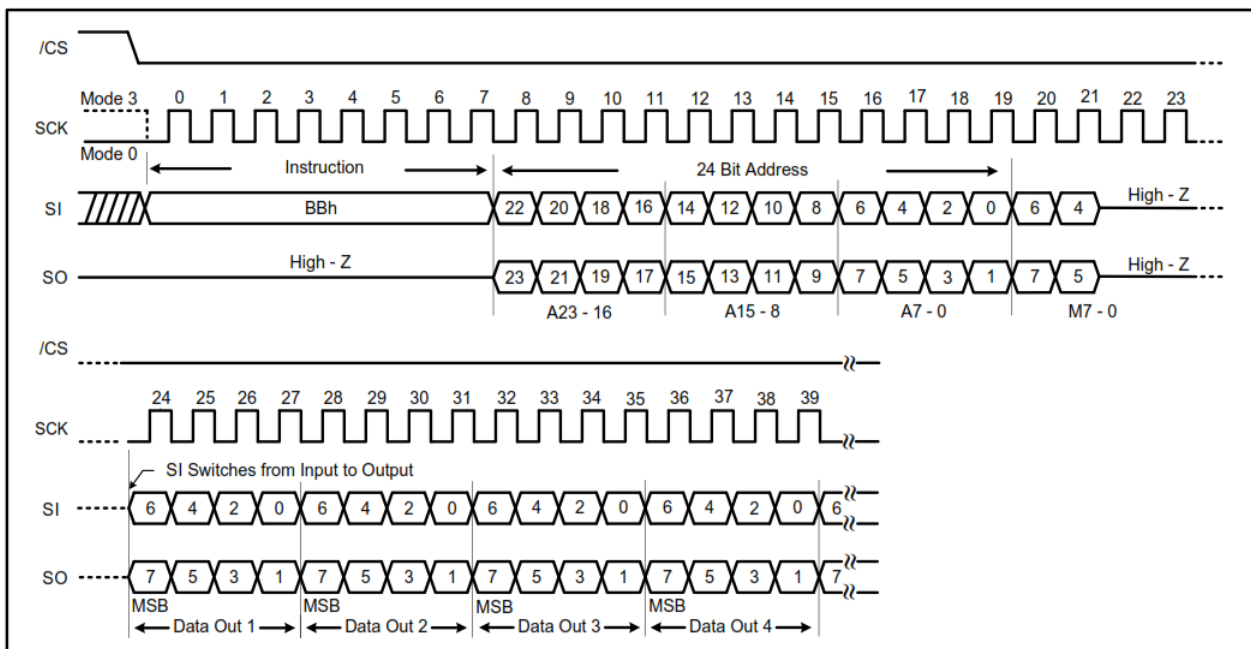 /CS
Mode 3 0 1 2 3 4 5 6 7 8 9 10 11 12 13 14 15 16 17 18 19 20 21 22 23
SCK
Mode 0
Instruction 24 Bit Address
SI BBh 22 20 18 16 14 12 10 8 6 4 2 0 6 4 High - Z
SO High - Z 23 21 19 17 15 13 11 9 7 5 3 1 7 5 High - Z
A23 - 16 A15 - 8 A7 - 0 M7 - 0
/CS
24 25 26 27 28 29 30 31 32 33 34 35 36 37 38 39
SCK
SI Switches from Input to Output
SI 6 4 2 0 6 4 2 0 6 4 2 0 6 4 2 0 6
SO 7 5 3 1 7 5 3 1 7 5 3 1 7 5 3 1 7
MSB MSB MSB MSB
Data Out 1 Data Out 2 Data Out 3 Data Out 4